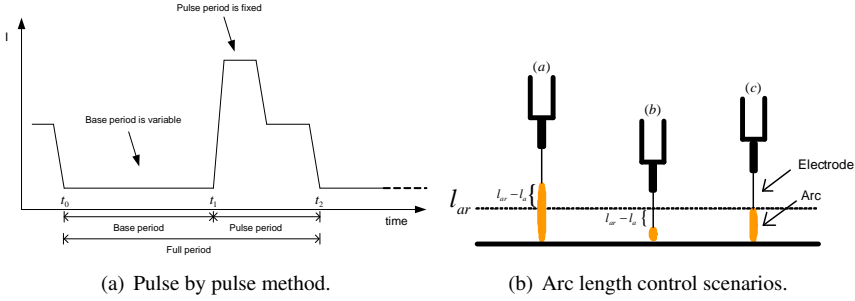 Pulse period is fixed
I
Base period is variable
t0
t1
t2
time
Base period
Pulse period
Full period
(a) Pulse by pulse method.
(a)
(b)
(c)
Electrode
lar − la {
lar
Arc
lar − la {
(b) Arc length control scenarios.